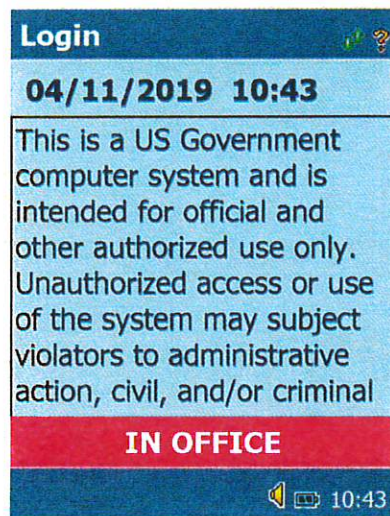 Login
04/11/2019 10:43
This is a US Government
computer system and is
intended for official and
other authorized use only.
Unauthorized access or use
of the system may subject
violators to administrative
action, civil, and/or criminal
IN OFFICE
10:43